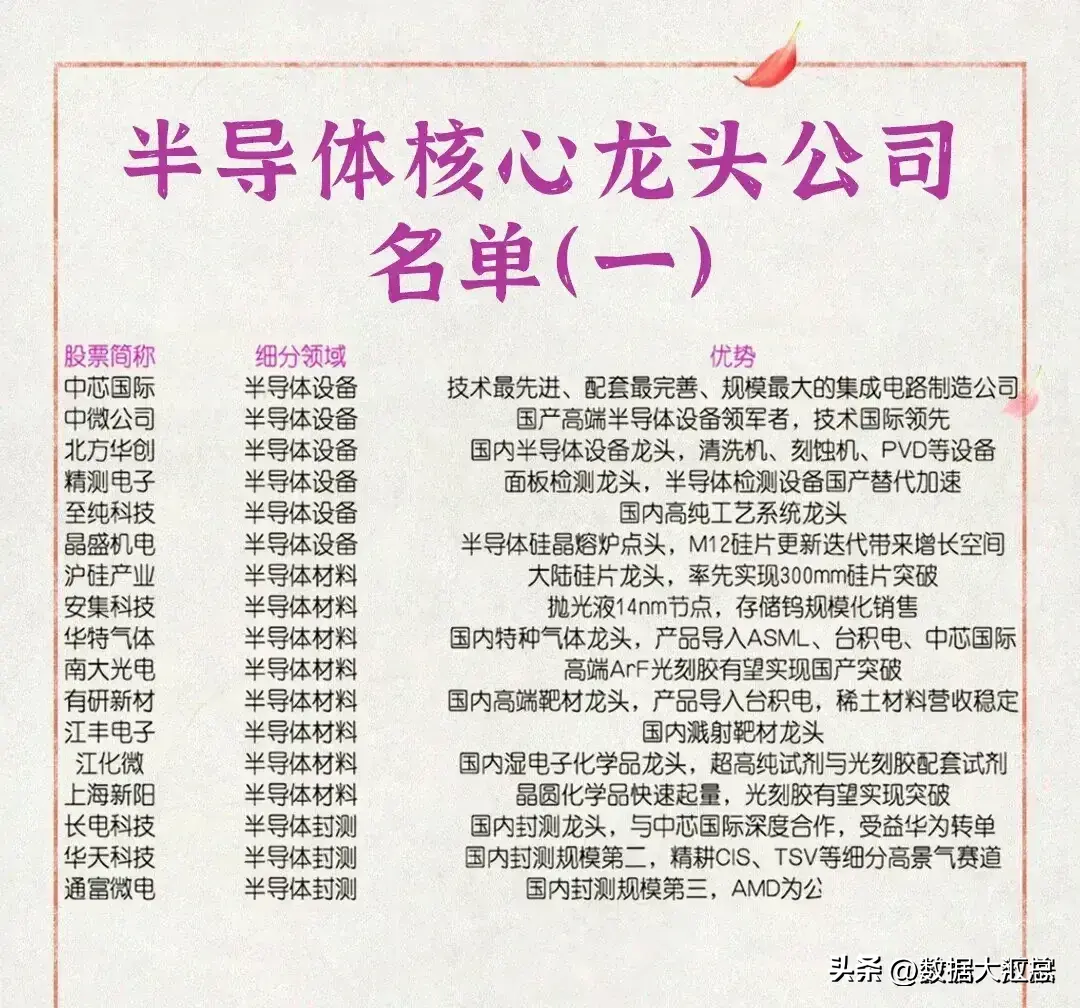 半导体核心龙头公司
名单(一)
股票简称 细分领域 优势
中芯国际 半导体设备 技术最先进、配套最完善、规模最大的集成电路制造公司
中微公司 半导体设备 国产高端半导体设备领军者，技术国际领先
北方华创 半导体设备 国内半导体设备龙头，清洗机、刻蚀机、PVD等设备
精测电子 半导体设备 面板检测龙头，半导体检测设备国产替代加速
至纯科技 半导体设备 国内高纯工艺系统龙头
晶盛机电 半导体设备 半导体硅晶熔炉点头，M12硅片更新迭代带来增长空间
沪硅产业 半导体材料 大陆硅片龙头，率先实现300mm硅片突破
安集科技 半导体材料 抛光液14nm节点，存储钨规模化销售
华特气体 半导体材料 国内特种气体龙头，产品导入ASML、台积电、中芯国际
南大光电 半导体材料 高端ArF光刻胶有望实现国产突破
有研新材 半导体材料 国内高端靶材龙头，产品导入台积电，稀土材料营收稳定
江丰电子 半导体材料 国内溅射靶材龙头
江化微 半导体材料 国内湿电子化学品龙头，超高纯试剂与光刻胶配套试剂
上海新阳 半导体材料 晶圆化学品快速起量，光刻胶有望实现突破
长电科技 半导体封测 国内封测龙头，与中芯国际深度合作，受益华为转单
华天科技 半导体封测 国内封测规模第二，精耕CIS、TSV等细分高景气赛道
通富微电 半导体封测 国内封测规模第三，AMD为公
头条 @数据大